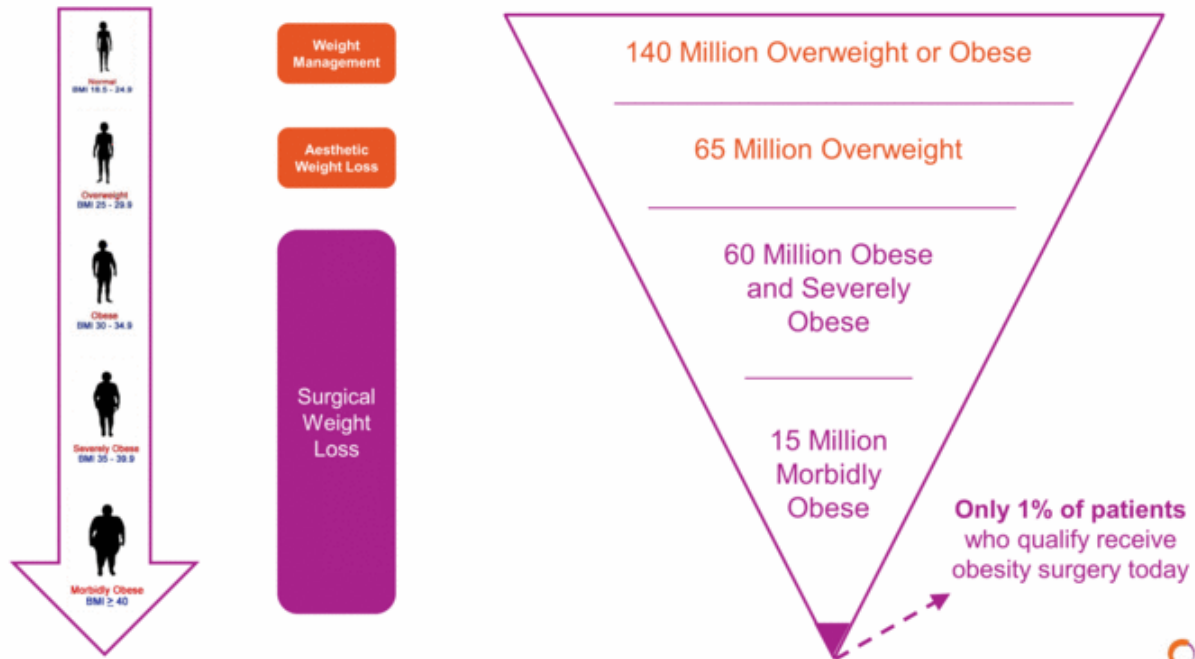 Normal
BMI 18.5 - 24.9
Overweight
BMI 25 - 29.9
Obese
BMI 30 - 34.9
Severely Obese
BMI 35 - 39.9
Morbidly Obese
BMI ≥ 40
Weight
Management
Aesthetic
Weight Loss
Surgical
Weight
Loss
140 Million Overweight or Obese
65 Million Overweight
60 Million Obese
and Severely
Obese
15 Million
Morbidly
Obese
Only 1% of patients
who qualify receive
obesity surgery today